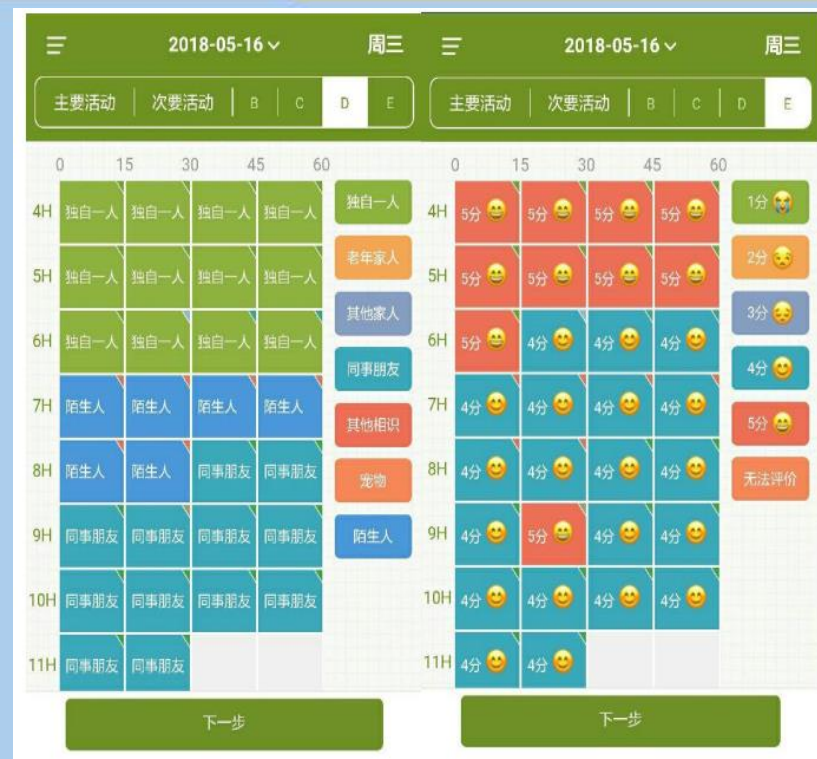 2018-05-16 周三
主要活动 次要活动 B C D E
0 15 30 45 60
4H 独自一人 独自一人 独自一人 独自一人 独自一人
老年家人
5H 独自一人 独自一人 独自一人 独自一人
其他家人
6H 独自一人 独自一人 独自一人 独自一人
同事朋友
7H 陌生人 陌生人 陌生人 陌生人
其他相识
8H 陌生人 陌生人 同事朋友 同事朋友
宠物
9H 同事朋友 同事朋友 同事朋友 同事朋友 陌生人
10H 同事朋友 同事朋友 同事朋友 同事朋友
11H 同事朋友 同事朋友
下一步
2018-05-16 周三
主要活动 次要活动 B C D E
0 15 30 45 60
4H 5分 5分 5分 5分 1分
2分
5H 5分 5分 5分 5分
3分
6H 5分 4分 4分 4分
4分
7H 4分 4分 4分 4分
5分
8H 4分 4分 4分 4分
无法评价
9H 4分 5分 4分 4分
10H 4分 4分 4分 4分
11H 4分 4分
下一步